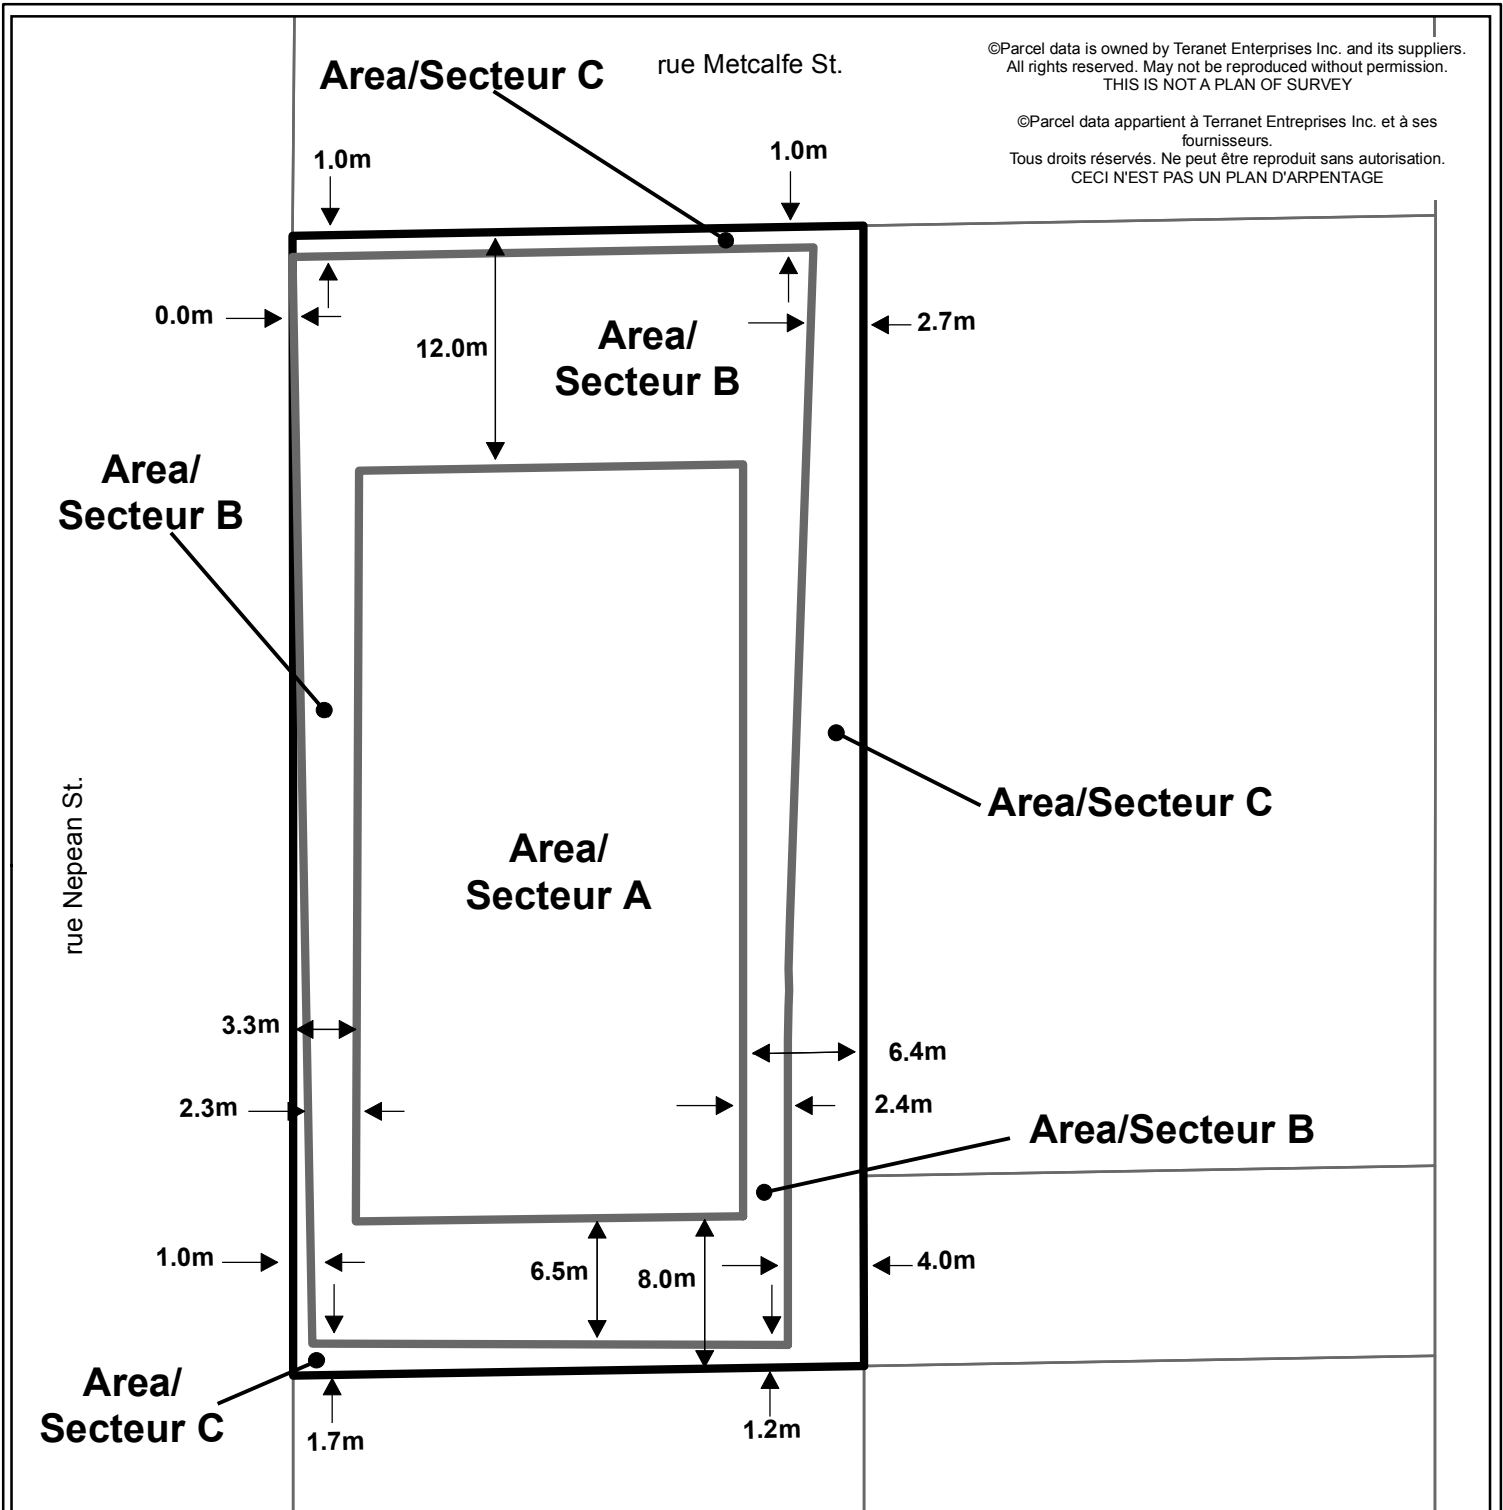 Area/Secteur C
rue Metcalfe St.
©Parcel data is owned by Teranet Enterprises Inc. and its suppliers.
All rights reserved. May not be reproduced without permission.
THIS IS NOT A PLAN OF SURVEY
©Parcel data appartient à Terranet Entreprises Inc. et à ses
fournisseurs.
Tous droits réservés. Ne peut être reproduit sans autorisation.
CECI N'EST PAS UN PLAN D'ARPENTAGE
1.0m
1.0m
0.0m
2.7m
12.0m
Area/
Secteur B
Area/
Secteur B
Area/Secteur C
Area/
Secteur A
rue Nepean St.
3.3m
6.4m
2.3m
2.4m
Area/Secteur B
1.0m
6.5m
8.0m
4.0m
Area/
Secteur C
1.7m
1.2m